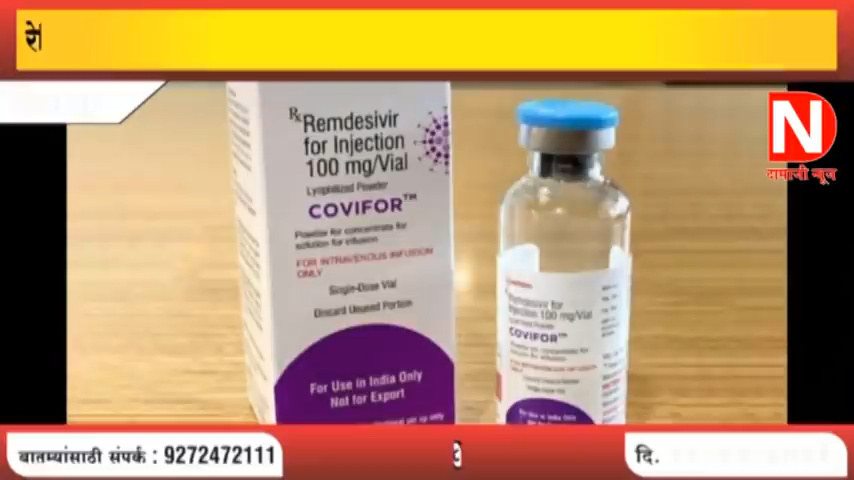 से
दामिनी न्यूज
Rx Remdesivir
for Injection
100 mg/Vial
Lyophilized Powder
COVIFOR™
Powder for concentrate for
solution for infusion
FOR INTRAVENOUS INFUSION
ONLY
Single-Dose Vial
Discard Unused Portion
For Use in India Only
Not for Export
Remdesivir for
Injection 100 mg/Vial
COVIFOR™
बातम्यांसाठी संपर्क : 9272472111
दि.